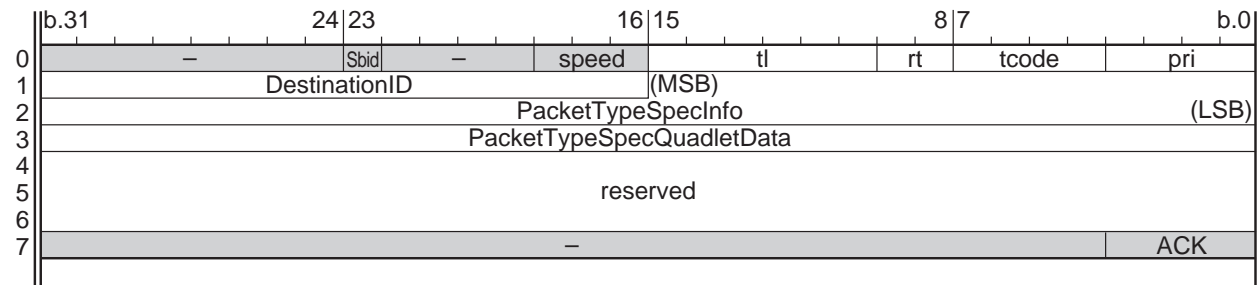 b.31 24 23 16 15 8 7 b.0
0 – Sbid – speed tl rt tcode pri
1 DestinationID (MSB)
2 PacketTypeSpecInfo (LSB)
3 PacketTypeSpecQuadletData
4
5 reserved
6
7 – ACK